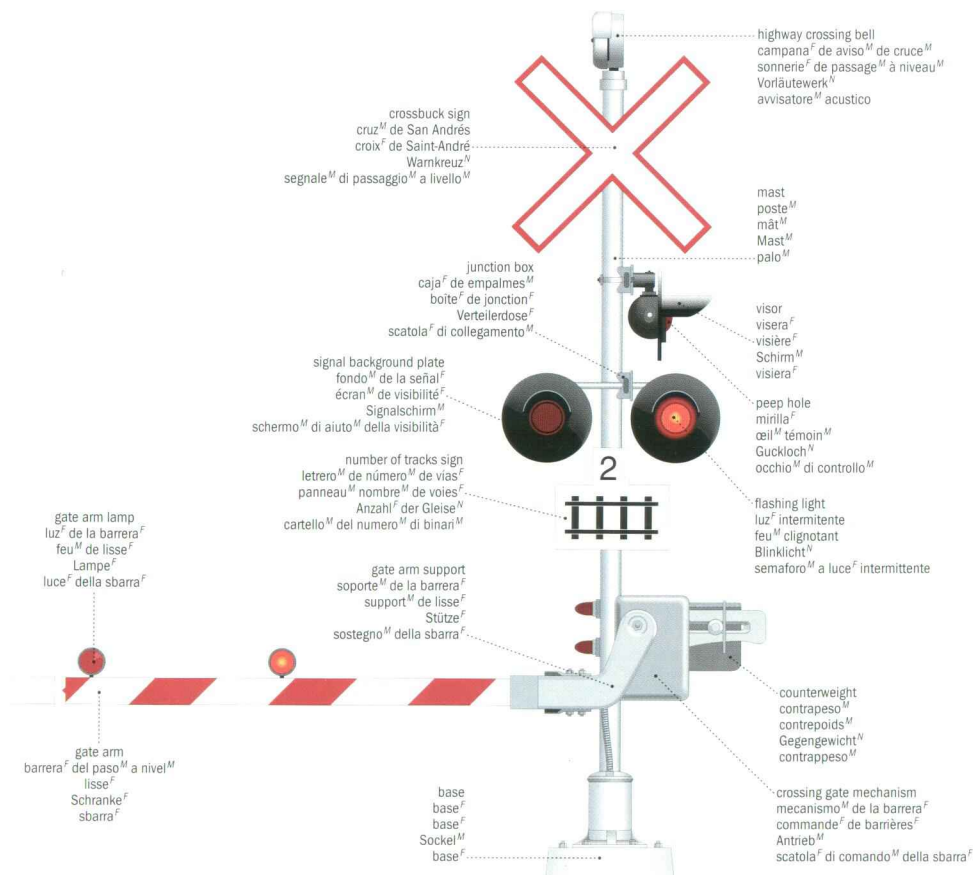 highway crossing bell
campana^F de aviso^M de cruce^M
sonnerie^F de passage^M à niveau^M
Vorläutewerk^N
avvisatore^M acustico
crossbuck sign
cruz^M de San Andrés
croix^F de Saint-André
Warnkreuz^N
segnale^M di passaggio^M a livello^M
mast
poste^M
mât^M
Mast^M
palo^M
junction box
caja^F de empalmes^M
boîte^F de jonction^F
Verteilerdose^F
scatola^F di collegamento^M
visor
visera^F
visière^F
Schirm^M
visiera^F
signal background plate
fondo^M de la señal^F
écran^M de visibilité^F
Signalschirm^M
schermo^M di aiuto^M della visibilità^F
peep hole
mirilla^F
œil^M témoin^M
Guckloch^N
occhio^M di controllo^M
number of tracks sign
letrero^M de número^M de vías^F
panneau^M nombre^M de voies^F
Anzahl^F der Gleise^N
cartello^M del numero^M di binari^M
2
flashing light
luz^F intermitente
feu^M clignotant
Blinklicht^N
semaforo^M a luce^F intermittente
gate arm lamp
luz^F de la barrera^F
feu^M de lisse^F
Lampe^F
luce^F della sbarra^F
gate arm support
soporte^M de la barrera^F
support^M de lisse^F
Stütze^F
sostegno^M della sbarra^F
counterweight
contrapeso^M
contrepoids^M
Gegengewicht^N
contrappeso^M
gate arm
barrera^F del paso^M a nivel^M
lisse^F
Schranke^F
sbarra^F
base
base^F
base^F
Sockel^M
base^F
crossing gate mechanism
mecanismo^M de la barrera^F
commande^F de barrières^F
Antrieb^M
scatola^F di comando^M della sbarra^F